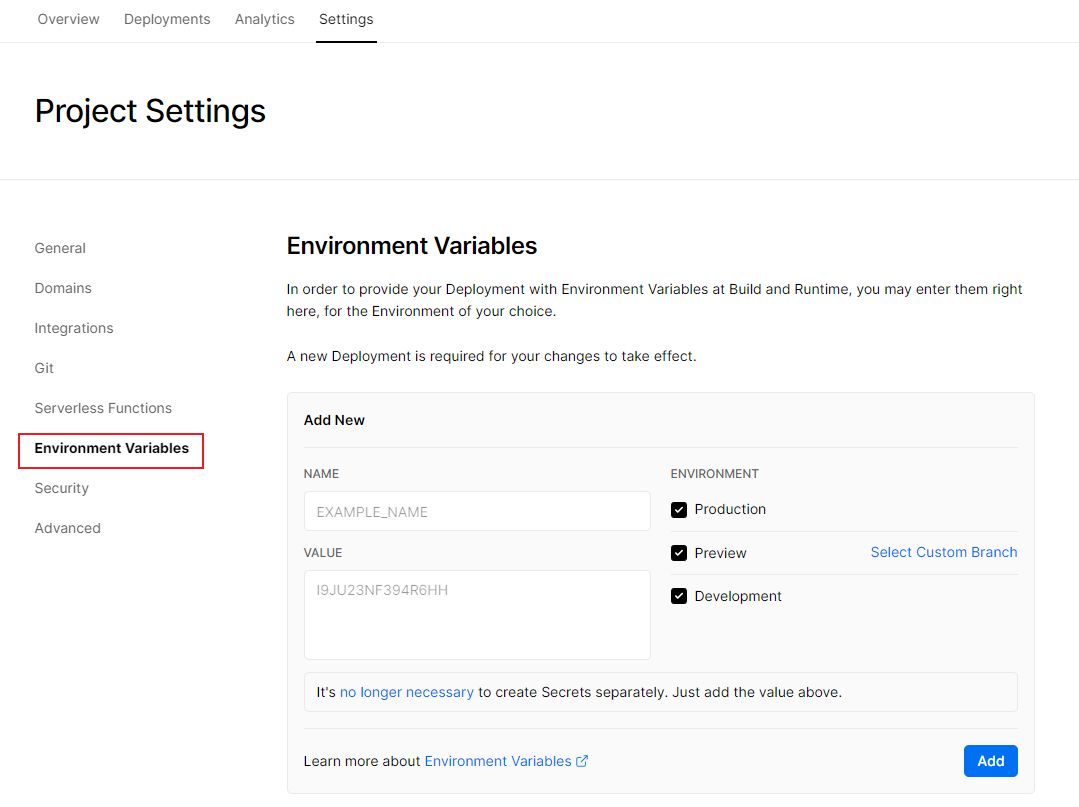 Overview Deployments Analytics Settings
Project Settings
General
Domains
Integrations
Git
Serverless Functions
Environment Variables
Security
Advanced
Environment Variables
In order to provide your Deployment with Environment Variables at Build and Runtime, you may enter them right
here, for the Environment of your choice.
A new Deployment is required for your changes to take effect.
Add New
NAME
EXAMPLE_NAME
VALUE
I9JU23NF394R6HH
ENVIRONMENT
Production
Preview Select Custom Branch
Development
It's no longer necessary to create Secrets separately. Just add the value above.
Learn more about Environment Variables
Add